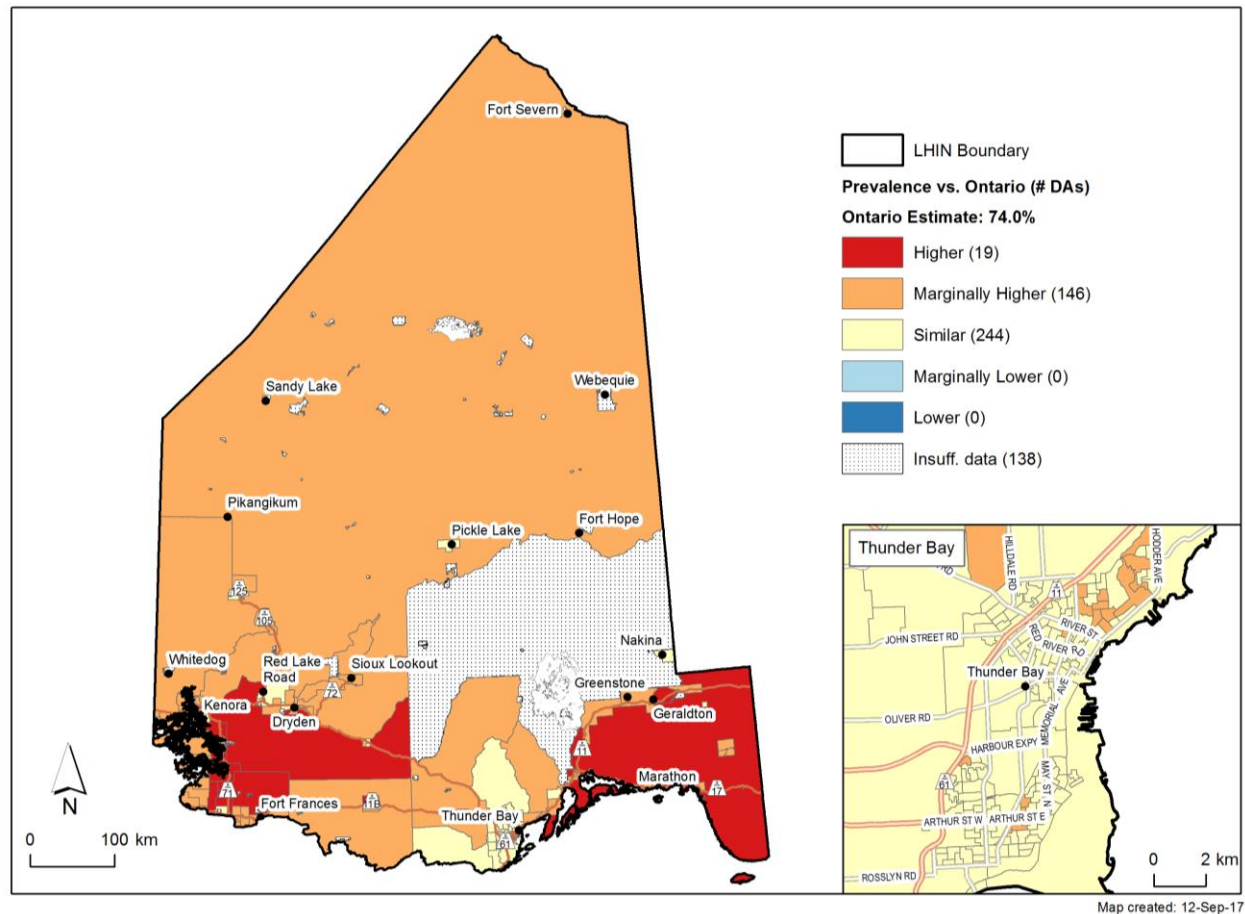 Fort Severn
Sandy Lake
Webequie
Pikangikum
Pickle Lake
Fort Hope
125
105
Whitedog
Red Lake
Road
Sioux Lookout
72
Nakina
Kenora
Dryden
Greenstone
Geraldton
11
71
Fort Frances
11B
Marathon
17
Thunder Bay
61
N
0 100 km
LHIN Boundary
Prevalence vs. Ontario (# DAs)
Ontario Estimate: 74.0%
Higher (19)
Marginally Higher (146)
Similar (244)
Marginally Lower (0)
Lower (0)
Insuff. data (138)
Thunder Bay
HILLDALE RD
HODDER AVE
RD
11
JOHN STREET RD
RIVER ST
RED RIVER RD
Thunder Bay
OLIVER RD
MEMORIAL AVE
HARBOUR EXPY
MAY ST. N
61
ARTHUR ST W
ARTHUR ST E
ROSSLYN RD
0 2 km
Map created: 12-Sep-17